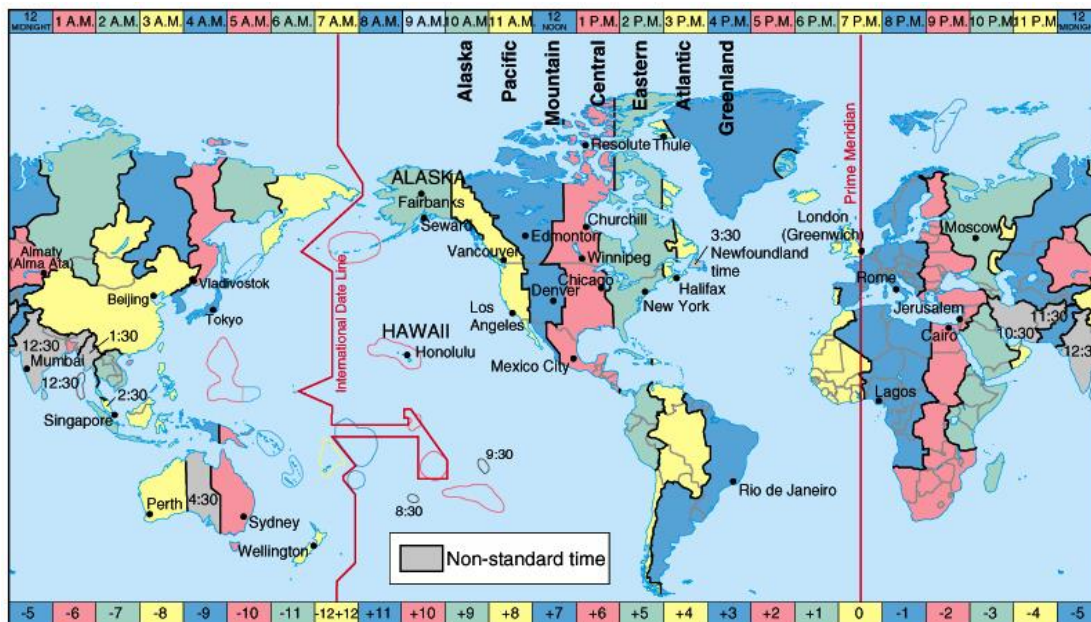 12 MIDNIGHT 1 A.M. 2 A.M. 3 A.M. 4 A.M. 5 A.M. 6 A.M. 7 A.M. 8 A.M. 9 A.M. 10 A.M. 11 A.M. 12 NOON 1 P.M. 2 P.M. 3 P.M. 4 P.M. 5 P.M. 6 P.M. 7 P.M. 8 P.M. 9 P.M. 10 P.M. 11 P.M. 12 MIDNIGHT
Alaska
Pacific
Mountain
Central
Eastern
Atlantic
Greenland
International Date Line
Prime Meridian
Resolute
Thule
ALASKA
Fairbanks
Seward
Churchill
Vancouver
Edmonton
Winnipeg
3:30
Newfoundland
time
London
(Greenwich)
Moscow
Almaty
(Alma Ata)
Beijing
Vladivostok
Tokyo
Chicago
Halifax
Denver
New York
Los
Angeles
Rome
Jerusalem
Cairo
11:30
10:30
12:30
1:30
12:30
Mumbai
12:30
2:30
Singapore
HAWAII
Honolulu
Mexico City
Lagos
9:30
8:30
Rio de Janeiro
Perth
4:30
Sydney
Wellington
Non-standard time
-5 -6 -7 -8 -9 -10 -11 -12+12 +11 +10 +9 +8 +7 +6 +5 +4 +3 +2 +1 0 -1 -2 -3 -4 -5